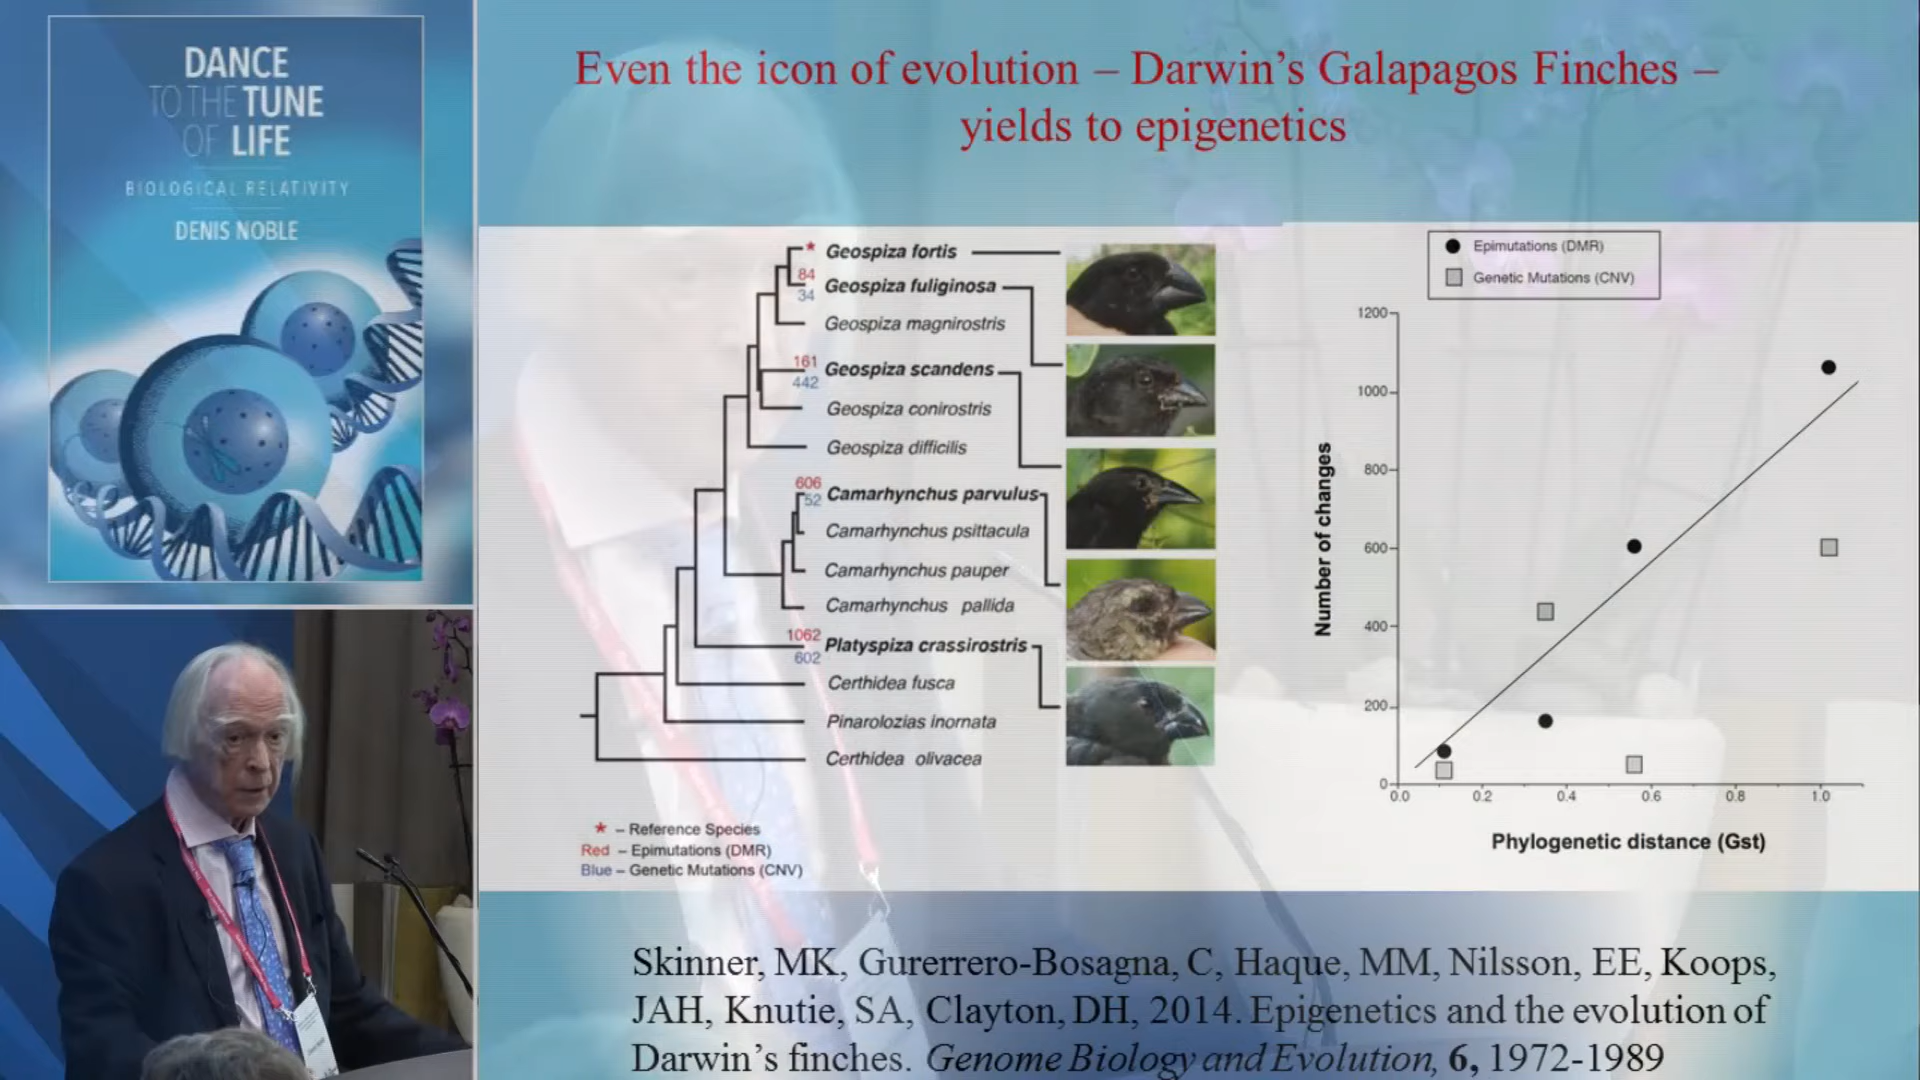 DANCE
TO THE TUNE
OF LIFE
BIOLOGICAL RELATIVITY
DENIS NOBLE
Even the icon of evolution – Darwin's Galapagos Finches –
yields to epigenetics
* Geospiza fortis
84
34
Geospiza fuliginosa
Geospiza magnirostris
161
442
Geospiza scandens
Geospiza conirostris
Geospiza difficilis
606
52
Camarhynchus parvulus
Camarhynchus psittacula
Camarhynchus pauper
Camarhynchus pallida
1062
602
Platyspiza crassirostris
Certhidea fusca
Pinarolozias inornata
Certhidea olivacea
* – Reference Species
Red – Epimutations (DMR)
Blue – Genetic Mutations (CNV)
Epimutations (DMR)
Genetic Mutations (CNV)
Number of changes
1200
1000
800
600
400
200
0
0.0 0.2 0.4 0.6 0.8 1.0
Phylogenetic distance (Gst)
Skinner, MK, Gurerrero-Bosagna, C, Haque, MM, Nilsson, EE, Koops,
JAH, Knutie, SA, Clayton, DH, 2014. Epigenetics and the evolution of
Darwin's finches. Genome Biology and Evolution, 6, 1972-1989